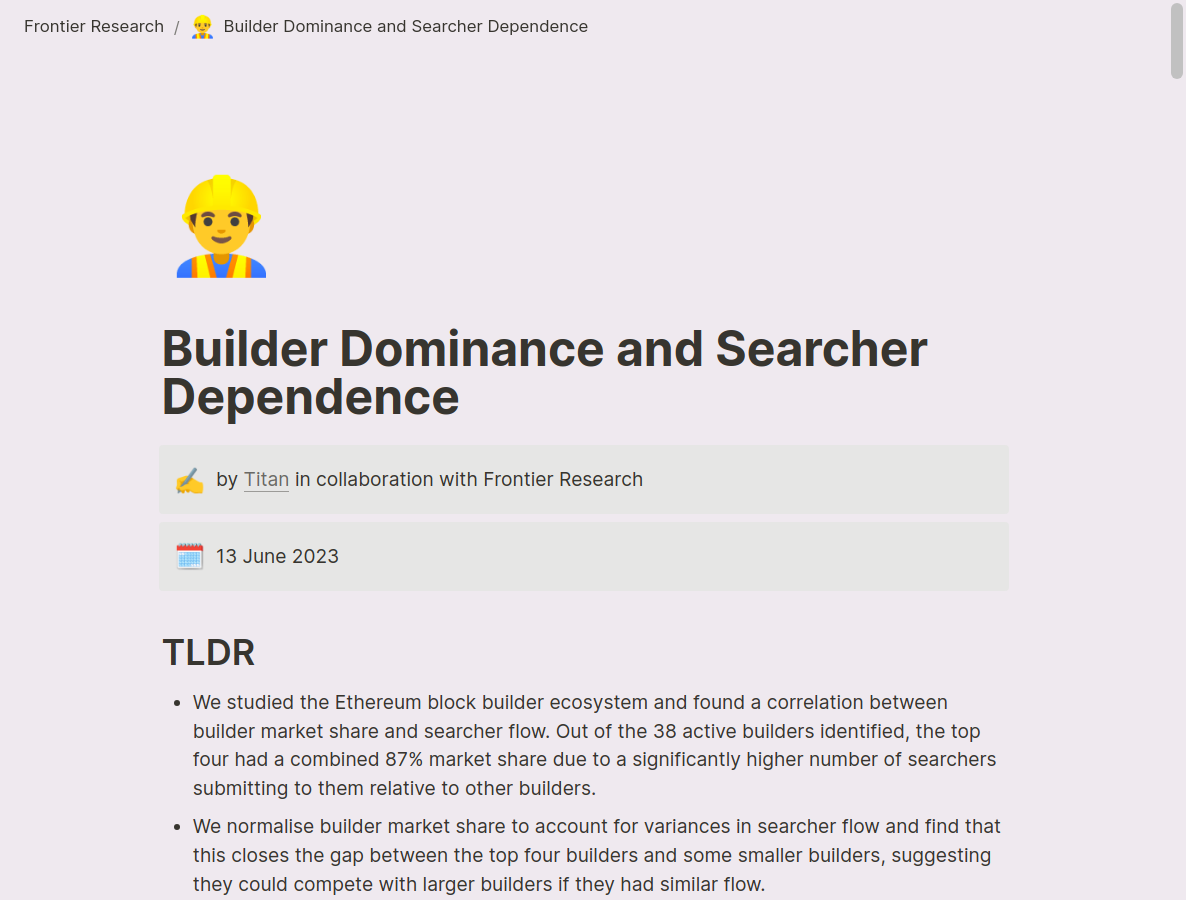 Frontier Research / Builder Dominance and Searcher Dependence
Builder Dominance and Searcher
Dependence
by Titan in collaboration with Frontier Research
13 June 2023
TLDR
• We studied the Ethereum block builder ecosystem and found a correlation between
builder market share and searcher flow. Out of the 38 active builders identified, the top
four had a combined 87% market share due to a significantly higher number of searchers
submitting to them relative to other builders.
• We normalise builder market share to account for variances in searcher flow and find that
this closes the gap between the top four builders and some smaller builders, suggesting
they could compete with larger builders if they had similar flow.